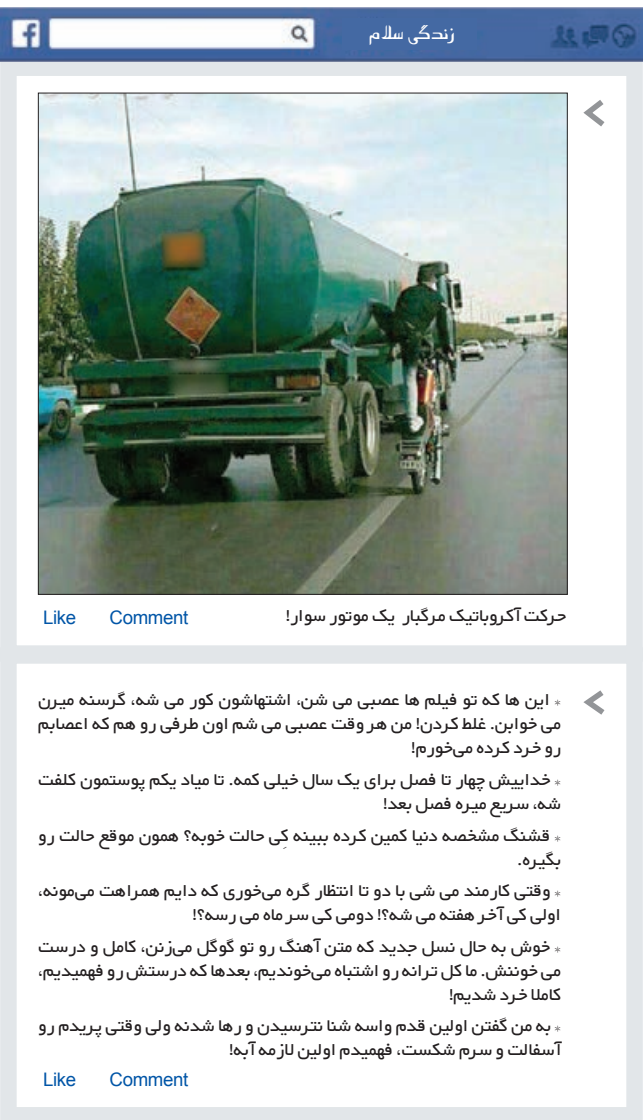 زندگی سلام
حرکت آکروباتیک مرگبار یک موتور سوار!
Like Comment
* این ها که تو فیلم ها عصبی می شن، اشتهاشون کور می شه، گرسنه میرن
می خوابن. غلط کردن! من هر وقت عصبی می شم اون طرفی رو هم که اعصابم
رو خرد کرده می‌خورم!
* خداییش چهار تا فصل برای یک سال خیلی کمه. تا میاد یکم پوستمون کلفت
شه، سریع میره فصل بعد!
* قشنگ مشخصه دنیا کمین کرده ببینه کِی حالت خوبه؟ همون موقع حالت رو
بگیره.
* وقتی کارمند می شی با دو تا انتظار گره می‌خوری که دایم همراهت می‌مونه،
اولی کی آخر هفته می شه؟! دومی کی سر ماه می رسه؟!
* خوش به حال نسل جدید که متن آهنگ رو تو گوگل می‌زنن، کامل و درست
می خوننش. ما کل ترانه رو اشتباه می‌خوندیم، بعدها که درستش رو فهمیدیم،
کاملا خرد شدیم!
* به من گفتن اولین قدم واسه شنا نترسیدن و رها شدنه ولی وقتی پریدم رو
آسفالت و سرم شکست، فهمیدم اولین لازمه آبه!
Like Comment